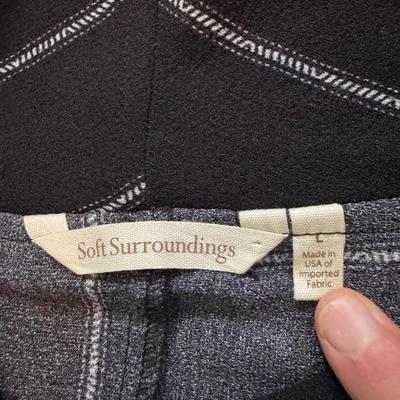 Soft Surroundings
L
Made in
USA of
imported
Fabric